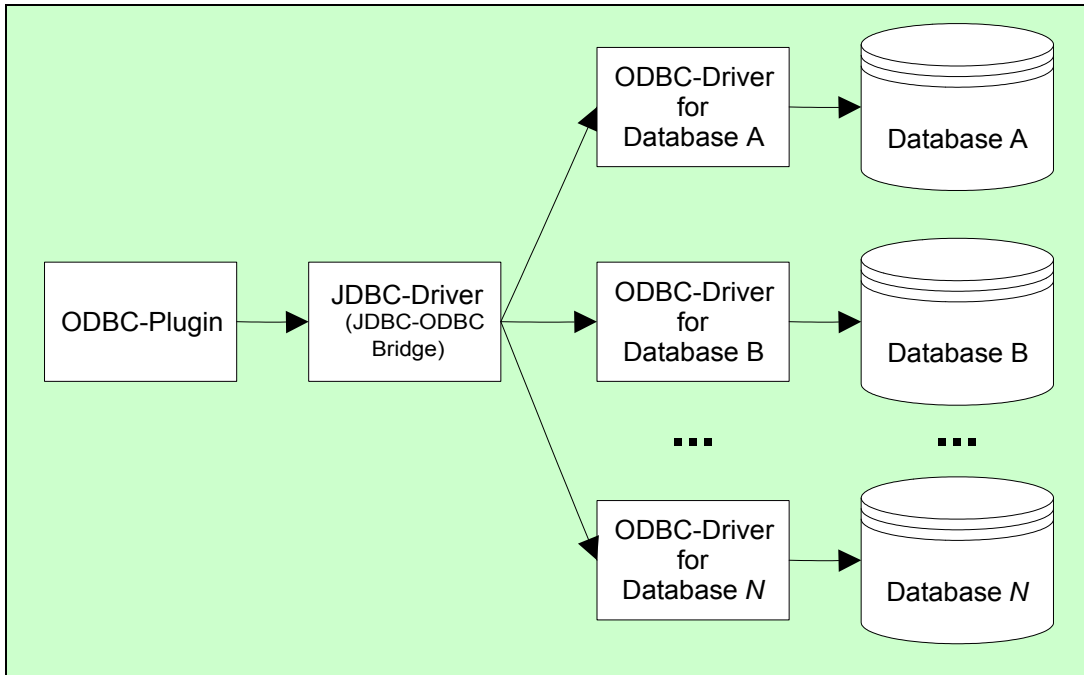 ODBC-Plugin
JDBC-Driver
(JDBC-ODBC
Bridge)
ODBC-Driver
for
Database A
Database A
ODBC-Driver
for
Database B
Database B
... ...
ODBC-Driver
for
Database N
Database N